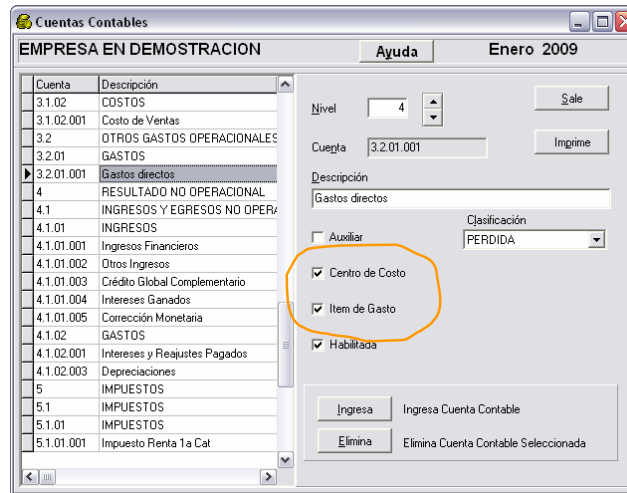 Cuentas Contables
EMPRESA EN DEMOSTRACION
Ayuda
Enero 2009
Cuenta Descripción
3.1.02 COSTOS
3.1.02.001 Costo de Ventas
3.2 OTROS GASTOS OPERACIONALES
3.2.01 GASTOS
3.2.01.001 Gastos directos
4 RESULTADO NO OPERACIONAL
4.1 INGRESOS Y EGRESOS NO OPERA
4.1.01 INGRESOS
4.1.01.001 Ingresos Financieros
4.1.01.002 Otros Ingresos
4.1.01.003 Crédito Global Complementario
4.1.01.004 Intereses Ganados
4.1.01.005 Corrección Monetaria
4.1.02 GASTOS
4.1.02.001 Intereses y Reajustes Pagados
4.1.02.003 Depreciaciones
5 IMPUESTOS
5.1 IMPUESTOS
5.1.01 IMPUESTOS
5.1.01.001 Impuesto Renta 1a Cat
Nivel 4
Sale
Cuenta 3.2.01.001
Imprime
Descripción
Gastos directos
Clasificación
Auxiliar
PERDIDA
Centro de Costo
Item de Gasto
Habilitada
Ingresa Ingresa Cuenta Contable
Elimina Elimina Cuenta Contable Seleccionada